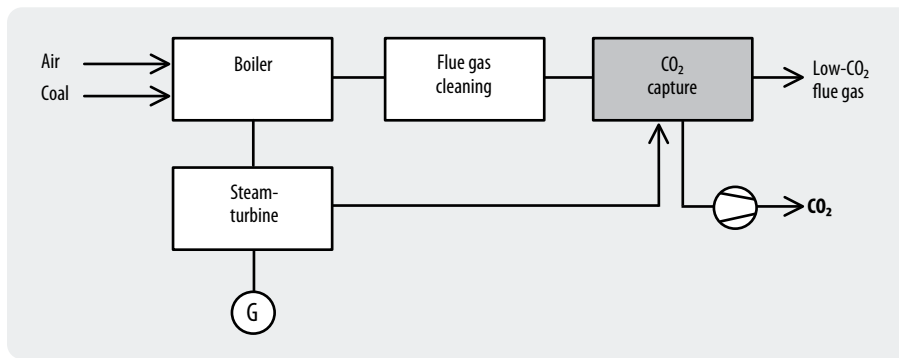 Air
Coal
Boiler
Flue gas
cleaning
CO₂
capture
Low-CO₂
flue gas
Steam-
turbine
CO₂
G